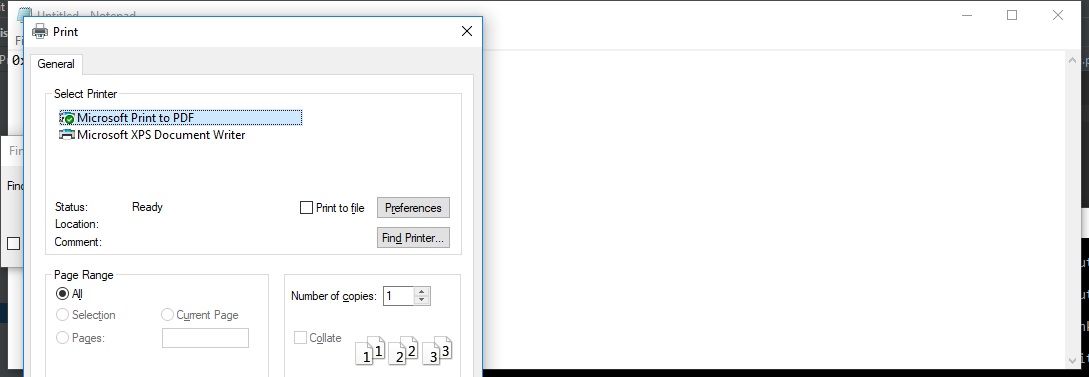 Untitled - Notepad
Print
General
Select Printer
Microsoft Print to PDF
Microsoft XPS Document Writer
Status: Ready
Location:
Comment:
Print to file
Preferences
Find Printer...
Page Range
All
Selection
Current Page
Pages:
Number of copies: 1
Collate
1 1 2 2 3 3